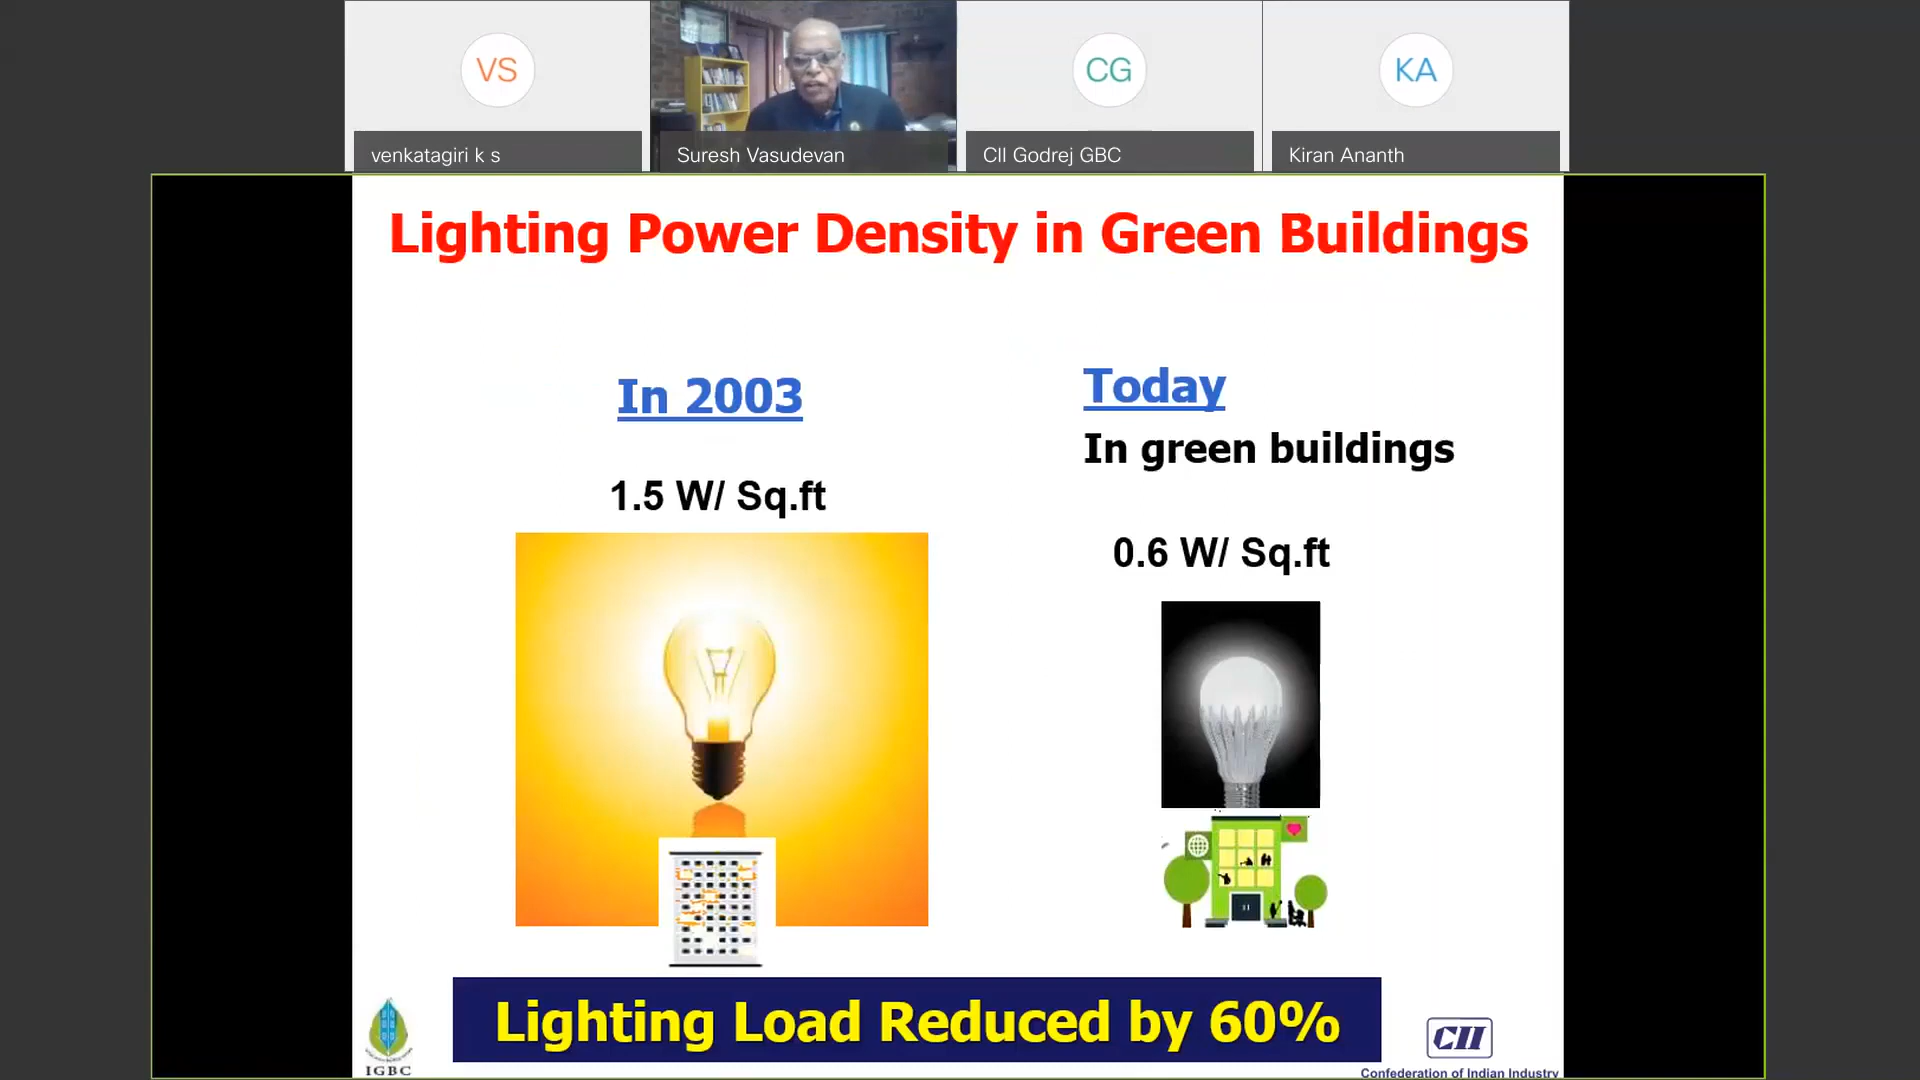 VS
CG
KA
venkatagiri k s
Suresh Vasudevan
CII Godrej GBC
Kiran Ananth
Lighting Power Density in Green Buildings
In 2003
1.5 W/ Sq.ft
Today
In green buildings
0.6 W/ Sq.ft
Lighting Load Reduced by 60%
IGBC
CII
Confederation of Indian Industry